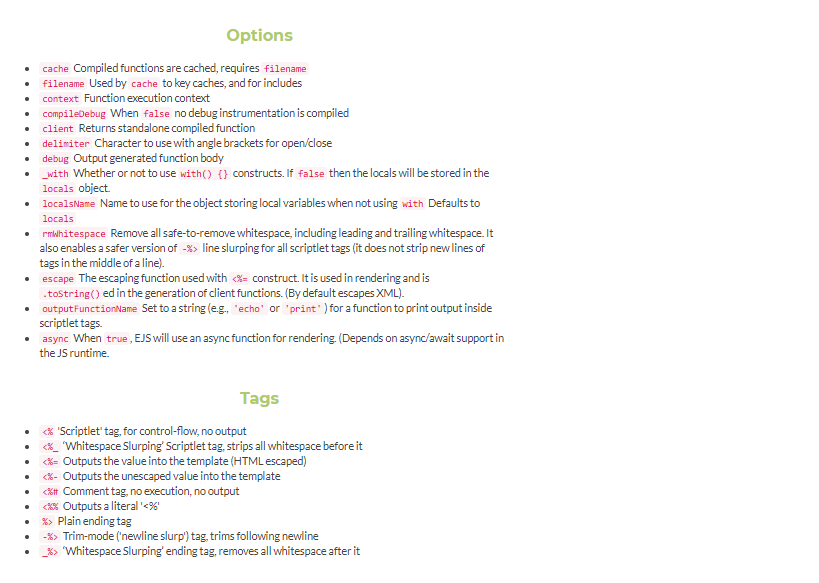 Options
cache Compiled functions are cached, requires filename
filename Used by cache to key caches, and for includes
context Function execution context
compileDebug When false no debug instrumentation is compiled
client Returns standalone compiled function
delimiter Character to use with angle brackets for open/close
debug Output generated function body
_with Whether or not to use with() {} constructs. If false then the locals will be stored in the
locals object.
localsName Name to use for the object storing local variables when not using with Defaults to
locals
rmWhitespace Remove all safe-to-remove whitespace, including leading and trailing whitespace. It
also enables a safer version of -%> line slurping for all scriptlet tags (it does not strip new lines of
tags in the middle of a line).
escape The escaping function used with <%= construct. It is used in rendering and is
.toString() ed in the generation of client functions. (By default escapes XML).
outputFunctionName Set to a string (e.g., 'echo' or 'print' ) for a function to print output inside
scriptlet tags.
async When true , EJS will use an async function for rendering. (Depends on async/await support in
the JS runtime.
Tags
<% 'Scriptlet' tag, for control-flow, no output
<%_ ‘Whitespace Slurping’ Scriptlet tag, strips all whitespace before it
<%= Outputs the value into the template (HTML escaped)
<%- Outputs the unescaped value into the template
<%# Comment tag, no execution, no output
<%% Outputs a literal '<%'
%> Plain ending tag
-%> Trim-mode ('newline slurp') tag, trims following newline
_%> ‘Whitespace Slurping’ ending tag, removes all whitespace after it